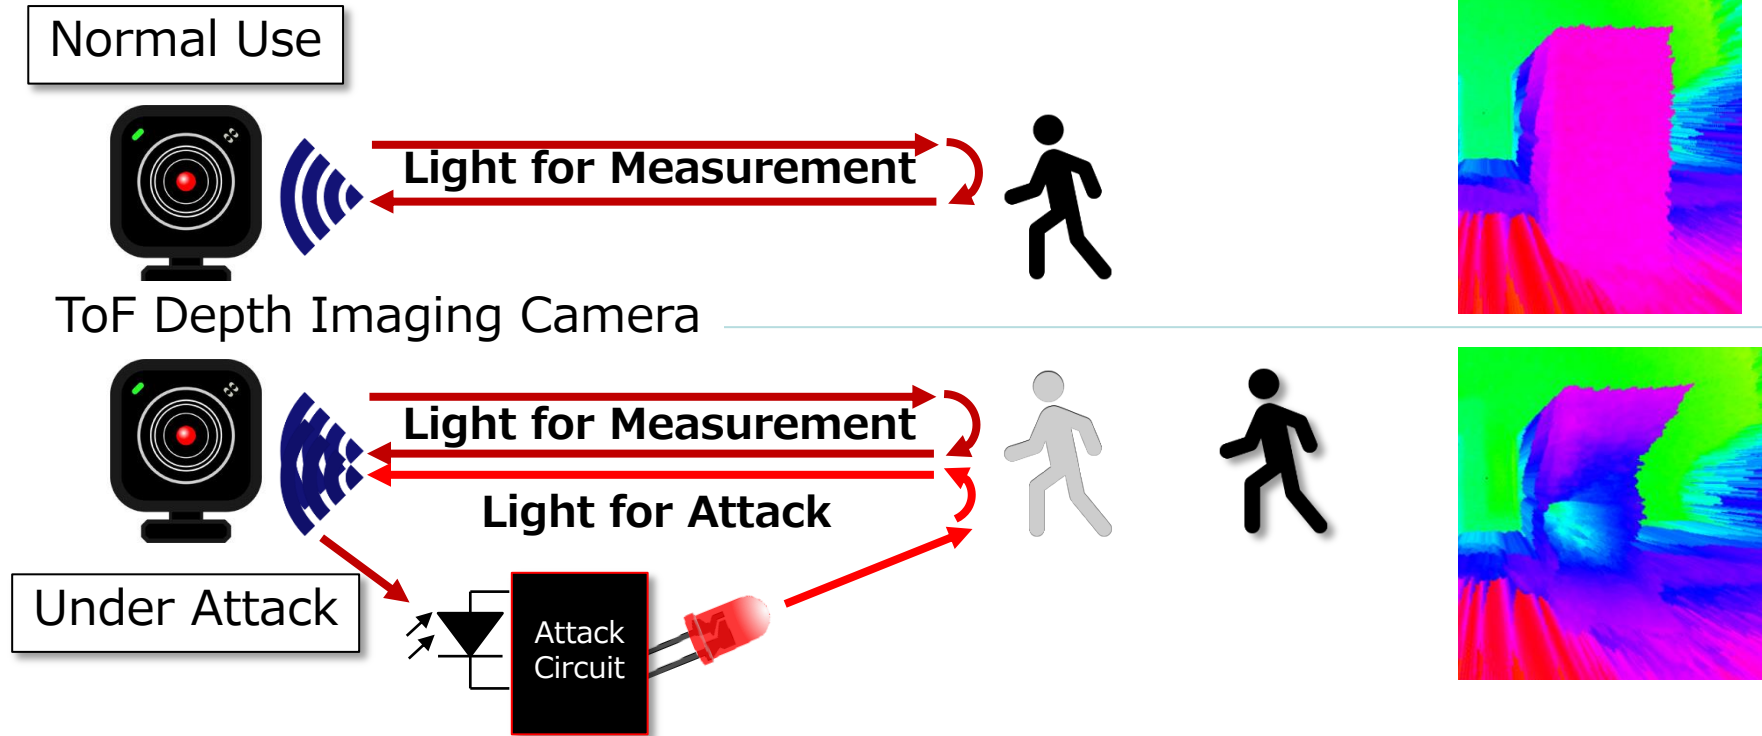 Normal Use
Light for Measurement
ToF Depth Imaging Camera
Light for Measurement
Light for Attack
Under Attack
Attack
Circuit